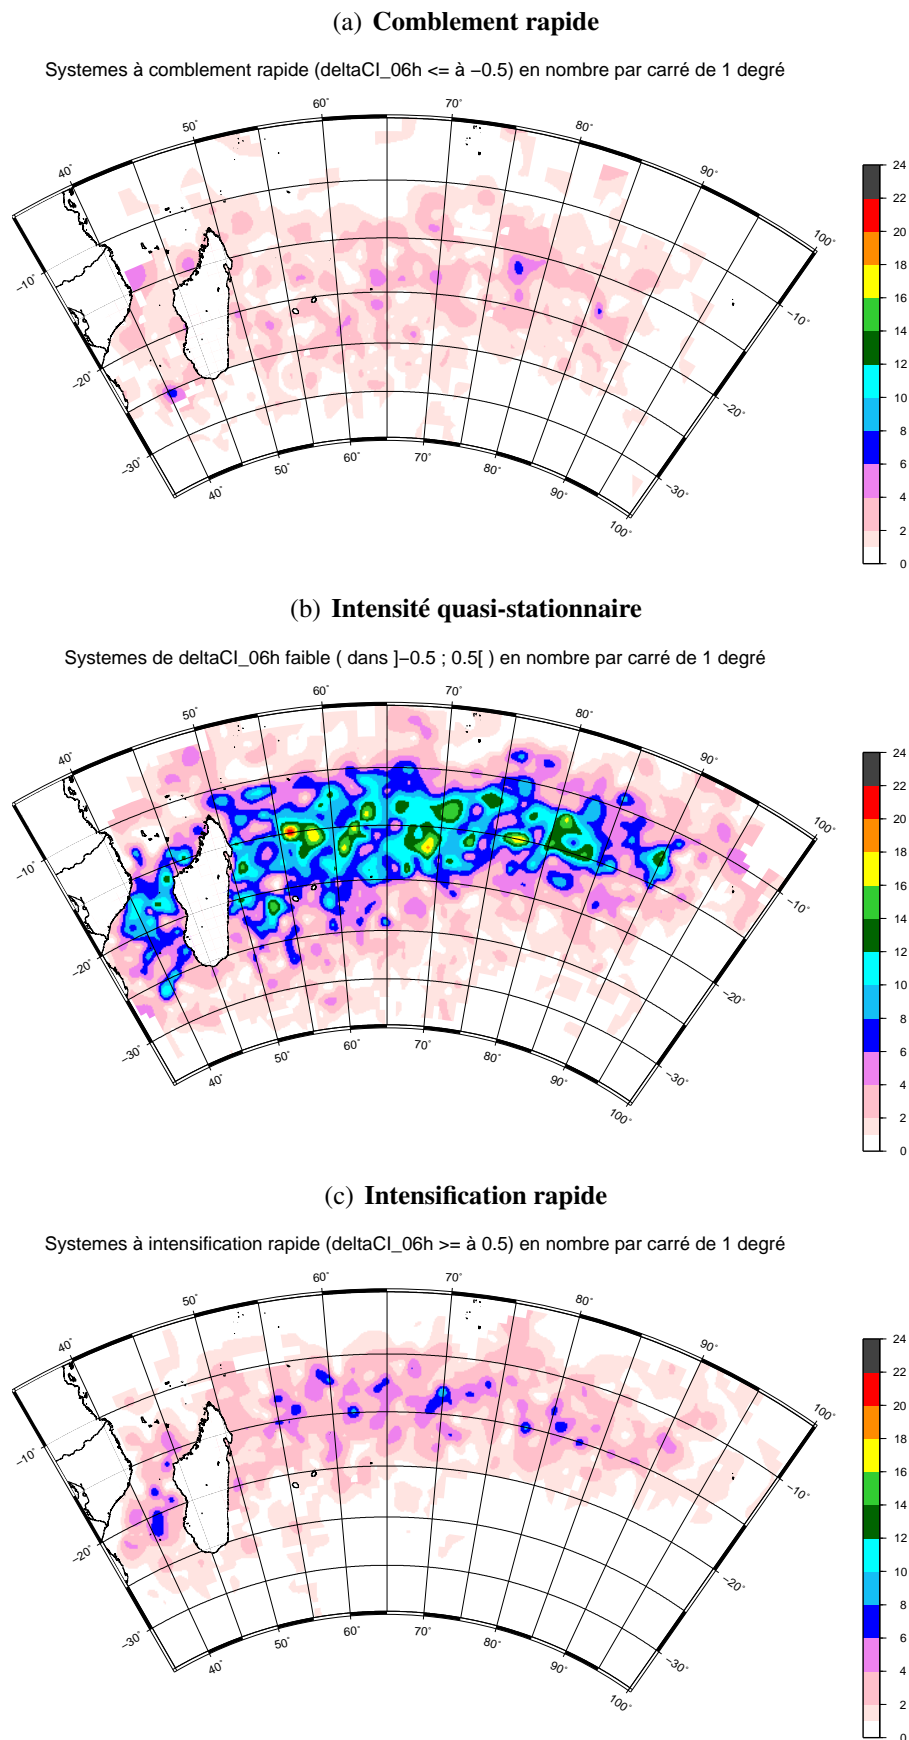 (a) Comblement rapide
Systemes à comblement rapide (deltaCI_06h <= à −0.5) en nombre par carré de 1 degré
40° 50° 60° 70° 80° 90° 100°
−10° −20° −30°
−10° −20° −30°
40° 50° 60° 70° 80° 90° 100°
24
22
20
18
16
14
12
10
8
6
4
2
0
(b) Intensité quasi-stationnaire
Systemes de deltaCI_06h faible ( dans ]−0.5 ; 0.5[ ) en nombre par carré de 1 degré
40° 50° 60° 70° 80° 90° 100°
−10° −20° −30°
−10° −20° −30°
40° 50° 60° 70° 80° 90° 100°
24
22
20
18
16
14
12
10
8
6
4
2
0
(c) Intensification rapide
Systemes à intensification rapide (deltaCI_06h >= à 0.5) en nombre par carré de 1 degré
40° 50° 60° 70° 80° 90° 100°
−10° −20° −30°
−10° −20° −30°
40° 50° 60° 70° 80° 90° 100°
24
22
20
18
16
14
12
10
8
6
4
2
0